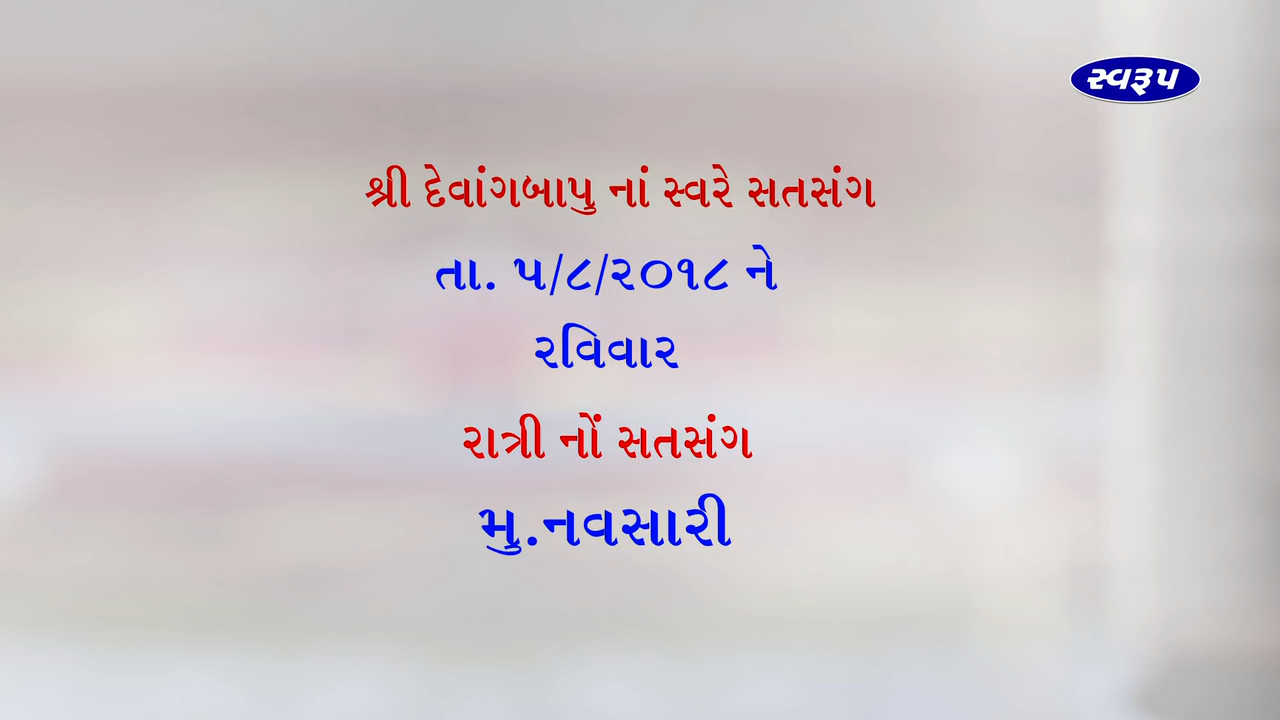 સ્વરૂપ
શ્રી દેવાંગબાપુ નાં સ્વરે સતસંગ
તા. ૫/૮/૨૦૧૮ ને
રવિવાર
રાત્રી નોં સતસંગ
મુ.નવસારી